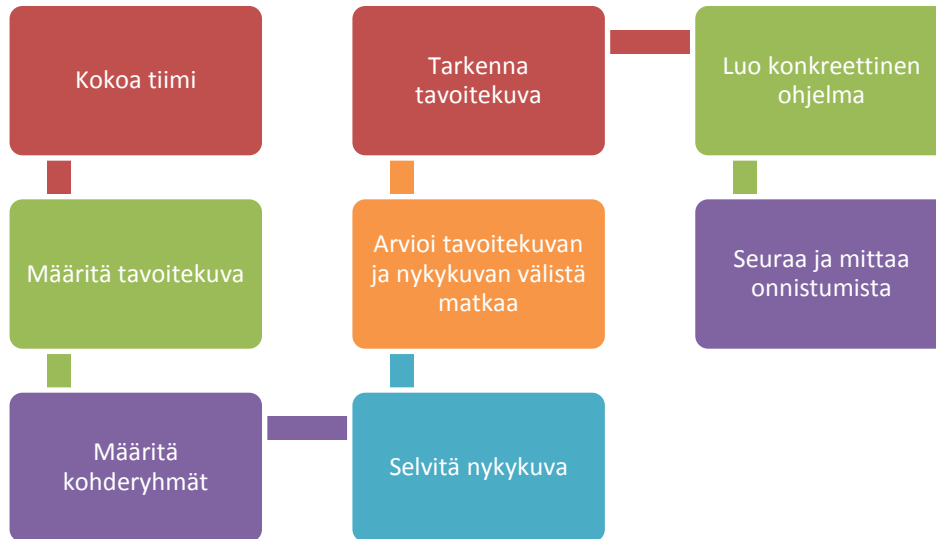 Kokoa tiimi
Määritä tavoitekuva
Määritä
kohderyhmät
Selvitä nykykuva
Arvioi tavoitekuvan
ja nykykuvan välistä
matkaa
Tarkenna
tavoitekuva
Luo konkreettinen
ohjelma
Seuraa ja mittaa
onnistumista